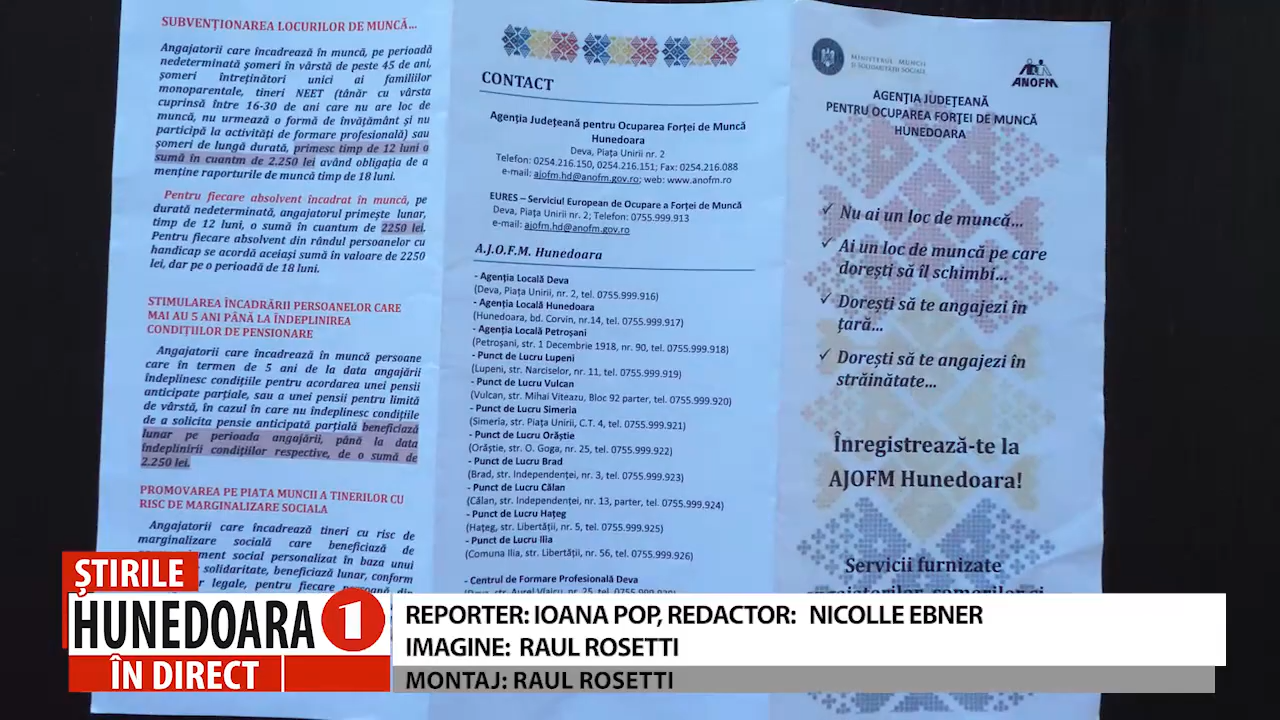 SUBVENȚIONAREA LOCURILOR DE MUNCĂ...
Angajatorii care încadrează în muncă, pe perioadă
nedeterminată șomeri în vârstă de peste 45 de ani,
șomeri întreținători unici ai familiilor
monoparentale, tineri NEET (tânăr cu vârsta
cuprinsă între 16-30 de ani care nu are loc de
muncă, nu urmează o formă de învățământ și nu
participă la activități de formare profesională) sau
șomeri de lungă durată, primesc timp de 12 luni o
sumă în cuantm de 2.250 lei având obligația de a
menține raporturile de muncă timp de 18 luni.
Pentru fiecare absolvent încadrat în muncă, pe
durată nedeterminată, angajatorul primește lunar,
timp de 12 luni, o sumă în cuantum de 2250 lei.
Pentru fiecare absolvent din rândul persoanelor cu
handicap se acordă aceiași sumă în valoare de 2250
lei, dar pe o perioadă de 18 luni.
STIMULAREA ÎNCADRĂRII PERSOANELOR CARE
MAI AU 5 ANI PÂNĂ LA ÎNDEPLINIREA
CONDIȚIILOR DE PENSIONARE
Angajatorii care încadrează în muncă persoane
care în termen de 5 ani de la data angajării
îndeplinesc condițiile pentru acordarea unei pensii
anticipate parțiale, sau a unei pensii pentru limită
de vârstă, în cazul în care nu îndeplinesc condițiile
de a solicita pensie anticipată parțială beneficiază
lunar pe perioada angajării, până la data
îndeplinirii condițiilor respective, de o sumă de
2.250 lei.
PROMOVAREA PE PIATA MUNCII A TINERILOR CU
RISC DE MARGINALIZARE SOCIALA
Angajatorii care încadrează tineri cu risc de
marginalizare socială care beneficiază de
social personalizat în baza unui
solidaritate, beneficiază lunar, conform
legale, pentru fiecare
CONTACT
Agenția Județeană pentru Ocuparea Forței de Muncă
Hunedoara
Deva, Piața Unirii nr. 2
Telefon: 0254.216.150, 0254.216.151; Fax: 0254.216.088
e-mail: ajofm.hd@anofm.gov.ro; web: www.anofm.ro
EURES – Serviciul European de Ocupare a Forței de Muncă
Deva, Piața Unirii nr. 2; Telefon: 0755.999.913
e-mail: ajofm.hd@anofm.gov.ro
A.J.O.F.M. Hunedoara
- Agenția Locală Deva
(Deva, Piața Unirii, nr. 2, tel. 0755.999.916)
- Agenția Locală Hunedoara
(Hunedoara, bd. Corvin, nr.14, tel. 0755.999.917)
- Agenția Locală Petroșani
(Petroșani, str. 1 Decembrie 1918, nr. 90, tel. 0755.999.918)
- Punct de Lucru Lupeni
(Lupeni, str. Narciselor, nr. 11, tel. 0755.999.919)
- Punct de Lucru Vulcan
(Vulcan, str. Mihai Viteazu, Bloc 92 parter, tel. 0755.999.920)
- Punct de Lucru Simeria
(Simeria, str. Piața Unirii, C.T. 4, tel. 0755.999.921)
- Punct de Lucru Orăștie
(Orăștie, str. O. Goga, nr. 25, tel. 0755.999.922)
- Punct de Lucru Brad
(Brad, str. Independenței, nr. 3, tel. 0755.999.923)
- Punct de Lucru Călan
(Călan, str. Independenței, nr. 13, parter, tel. 0755.999.924)
- Punct de Lucru Hațeg
(Hațeg, str. Libertății, nr. 5, tel. 0755.999.925)
- Punct de Lucru Ilia
(Comuna Ilia, str. Libertății, nr. 56, tel. 0755.999.926)
- Centrul de Formare Profesională Deva
MINISTERUL MUNCII
ȘI SOLIDARITĂȚII SOCIALE
ANOFM
AGENȚIA JUDEȚEANĂ
PENTRU OCUPAREA FORȚEI DE MUNCĂ
HUNEDOARA
✓ Nu ai un loc de muncă...
✓ Ai un loc de muncă pe care
dorești să îl schimbi...
✓ Dorești să te angajezi în
țară...
✓ Dorești să te angajezi în
străinătate...
Înregistrează-te la
AJOFM Hunedoara!
Servicii furnizate
ȘTIRILE
HUNEDOARA 1
ÎN DIRECT
REPORTER: IOANA POP, REDACTOR: NICOLLE EBNER
IMAGINE: RAUL ROSETTI
MONTAJ: RAUL ROSETTI